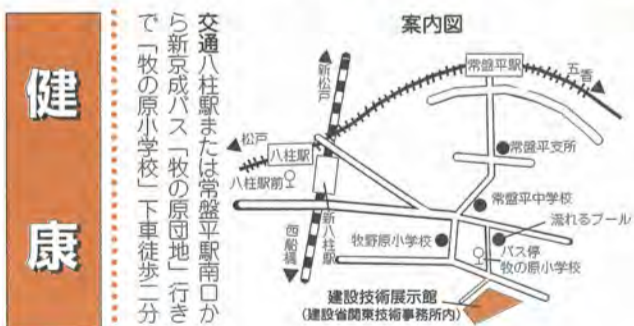 案内図
交通八柱駅または常盤平駅南口か
ら新京成バス「牧の原団地」行き
で「牧の原小学校」下車徒歩二分
健康
新松戸
常盤平駅
五香
松戸
八柱駅
八柱駅前
新八柱駅
西船橋
常盤平支所
常盤平中学校
流れるプール
牧野原小学校
バス停
牧の原小学校
建設技術展示館
(建設省関東技術事務所内)